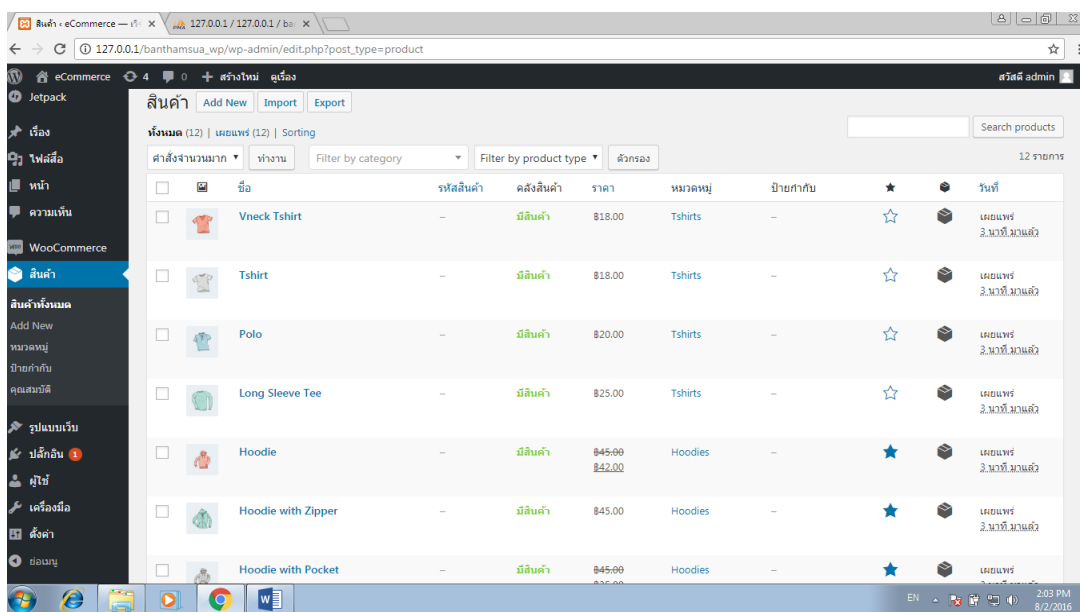 สินค้า ‹ eCommerce —
127.0.0.1 / 127.0.0.1 /
127.0.0.1/banthamsua_wp/wp-admin/edit.php?post_type=product
eCommerce 4 0 สร้างใหม่ ดูเรื่อง สวัสดี admin
Jetpack
เรื่อง
ไฟล์สื่อ
หน้า
ความเห็น
WooCommerce
สินค้า
สินค้าทั้งหมด
Add New
หมวดหมู่
ป้ายกำกับ
คุณสมบัติ
รูปแบบเว็บ
ปลั๊กอิน 1
ผู้ใช้
เครื่องมือ
ตั้งค่า
ย่อเมนู
สินค้า Add New Import Export
ทั้งหมด (12) | เผยแพร่ (12) | Sorting
Search products
คำสั่งจำนวนมาก ทำงาน Filter by category Filter by product type ตัวกรอง 12 รายการ
ชื่อ รหัสสินค้า คลังสินค้า ราคา หมวดหมู่ ป้ายกำกับ วันที่
Vneck Tshirt – มีสินค้า ฿18.00 Tshirts – เผยแพร่
3 นาที มาแล้ว
Tshirt – มีสินค้า ฿18.00 Tshirts – เผยแพร่
3 นาที มาแล้ว
Polo – มีสินค้า ฿20.00 Tshirts – เผยแพร่
3 นาที มาแล้ว
Long Sleeve Tee – มีสินค้า ฿25.00 Tshirts – เผยแพร่
3 นาที มาแล้ว
Hoodie – มีสินค้า ฿45.00 Hoodies – เผยแพร่
฿42.00 3 นาที มาแล้ว
Hoodie with Zipper – มีสินค้า ฿45.00 Hoodies – เผยแพร่
3 นาที มาแล้ว
Hoodie with Pocket – มีสินค้า ฿45.00 Hoodies – เผยแพร่
EN 2:03 PM
8/2/2016